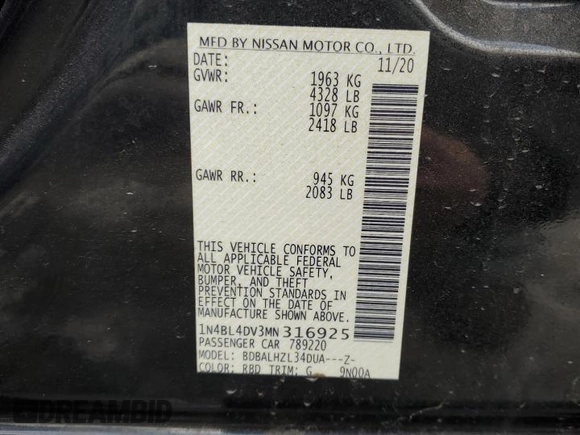 MFD BY NISSAN MOTOR CO., LTD.
DATE: 11/20
GVWR: 1963 KG
4328 LB
GAWR FR.: 1097 KG
2418 LB
GAWR RR.: 945 KG
2083 LB
THIS VEHICLE CONFORMS TO
ALL APPLICABLE FEDERAL
MOTOR VEHICLE SAFETY,
BUMPER, AND THEFT
PREVENTION STANDARDS IN
EFFECT ON THE DATE OF
MANUFACTURE SHOWN ABOVE.
1N4BL4DV3MN316925
PASSENGER CAR 789220
MODEL: BDBALHZL34DUA---Z-
COLOR: RBD TRIM: G 9N00A
DREAMBID